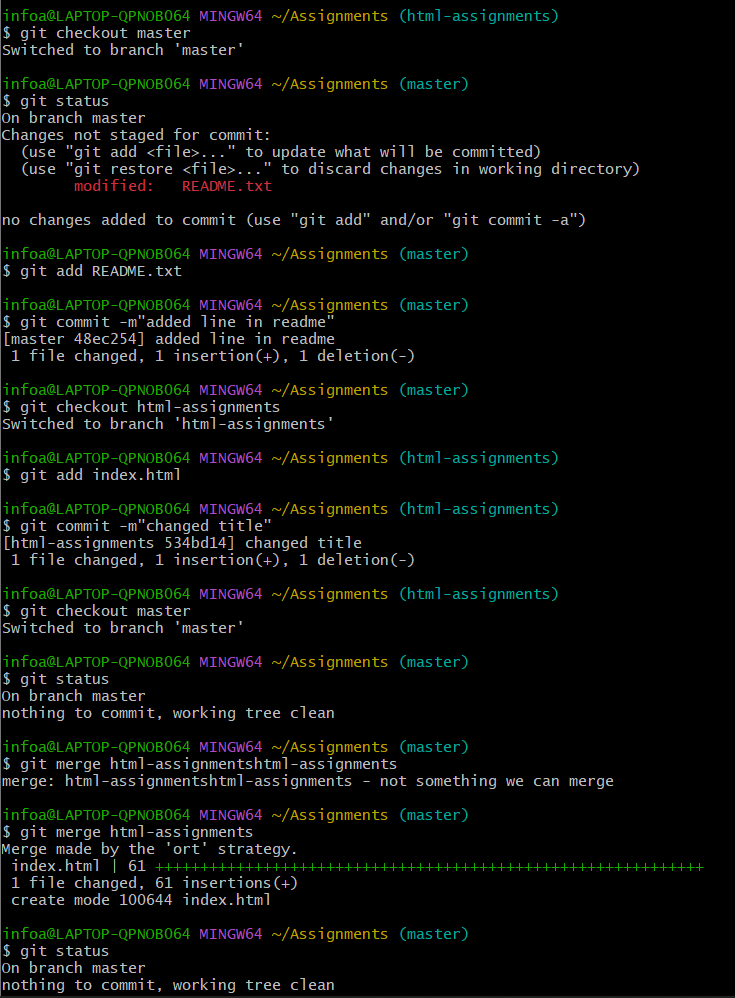 infoa@LAPTOP-QPNOB064 MINGW64 ~/Assignments (html-assignments)
$ git checkout master
Switched to branch 'master'

infoa@LAPTOP-QPNOB064 MINGW64 ~/Assignments (master)
$ git status
On branch master
Changes not staged for commit:
  (use "git add <file>..." to update what will be committed)
  (use "git restore <file>..." to discard changes in working directory)
        modified:   README.txt

no changes added to commit (use "git add" and/or "git commit -a")

infoa@LAPTOP-QPNOB064 MINGW64 ~/Assignments (master)
$ git add README.txt

infoa@LAPTOP-QPNOB064 MINGW64 ~/Assignments (master)
$ git commit -m"added line in readme"
[master 48ec254] added line in readme
 1 file changed, 1 insertion(+), 1 deletion(-)

infoa@LAPTOP-QPNOB064 MINGW64 ~/Assignments (master)
$ git checkout html-assignments
Switched to branch 'html-assignments'

infoa@LAPTOP-QPNOB064 MINGW64 ~/Assignments (html-assignments)
$ git add index.html

infoa@LAPTOP-QPNOB064 MINGW64 ~/Assignments (html-assignments)
$ git commit -m"changed title"
[html-assignments 534bd14] changed title
 1 file changed, 1 insertion(+), 1 deletion(-)

infoa@LAPTOP-QPNOB064 MINGW64 ~/Assignments (html-assignments)
$ git checkout master
Switched to branch 'master'

infoa@LAPTOP-QPNOB064 MINGW64 ~/Assignments (master)
$ git status
On branch master
nothing to commit, working tree clean

infoa@LAPTOP-QPNOB064 MINGW64 ~/Assignments (master)
$ git merge html-assignmentshtml-assignments
merge: html-assignmentshtml-assignments - not something we can merge

infoa@LAPTOP-QPNOB064 MINGW64 ~/Assignments (master)
$ git merge html-assignments
Merge made by the 'ort' strategy.
 index.html | 61 +++++++++++++++++++++++++++++++++++++++++++++++++++++++++++++
 1 file changed, 61 insertions(+)
 create mode 100644 index.html

infoa@LAPTOP-QPNOB064 MINGW64 ~/Assignments (master)
$ git status
On branch master
nothing to commit, working tree clean